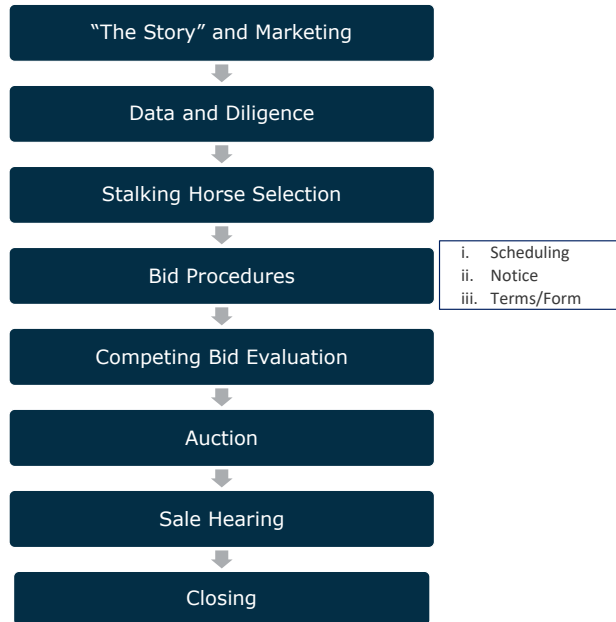 “The Story” and Marketing
Data and Diligence
Stalking Horse Selection
Bid Procedures
i. Scheduling
ii. Notice
iii. Terms/Form
Competing Bid Evaluation
Auction
Sale Hearing
Closing